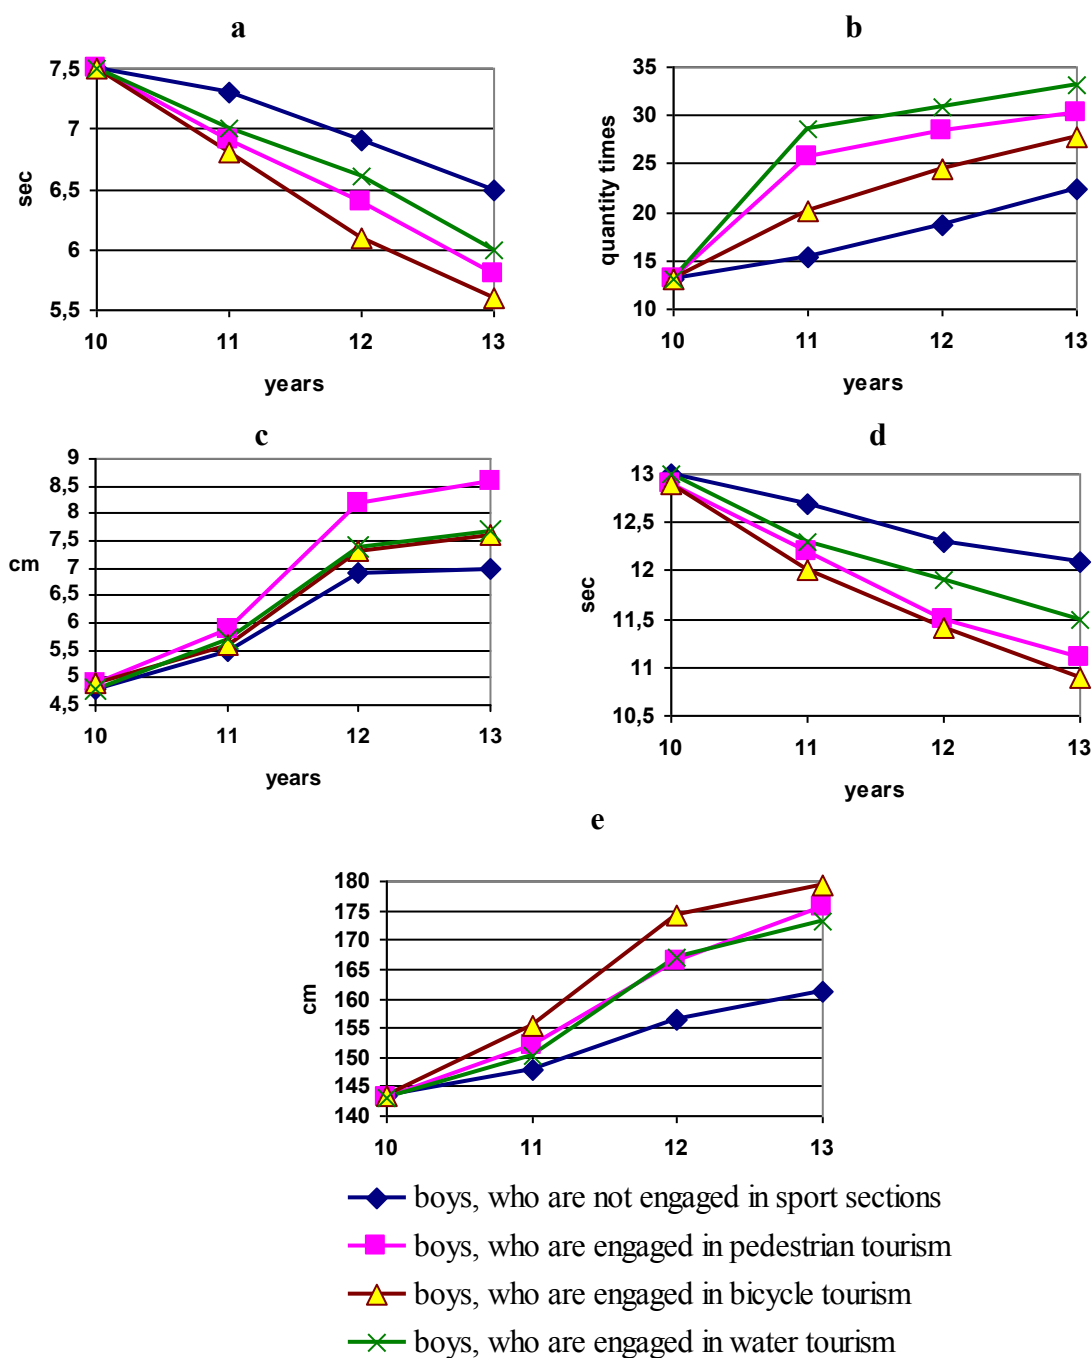 a
7,5
7
6,5
6
5,5
sec
10 11 12 13
years
b
35
30
25
20
15
10
quantity times
10 11 12 13
years
c
9
8,5
8
7,5
7
6,5
6
5,5
5
4,5
cm
10 11 12 13
years
d
13
12,5
12
11,5
11
10,5
sec
10 11 12 13
years
e
180
175
170
165
160
155
150
145
140
cm
10 11 12 13
boys, who are not engaged in sport sections
boys, who are engaged in pedestrian tourism
boys, who are engaged in bicycle tourism
boys, who are engaged in water tourism